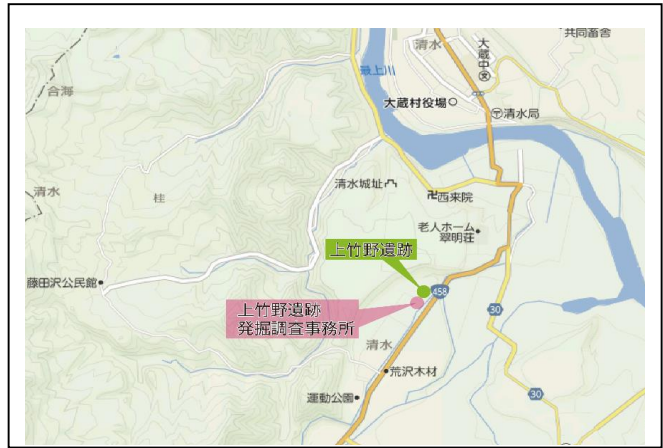 共同畜舎
清水
大蔵中
文
最上川
合海
大蔵村役場
〒清水局
清水城址
清水
桂
卍西来院
老人ホーム
翠明荘
上竹野遺跡
藤田沢公民館
458
上竹野遺跡
発掘調査事務所
30
清水
荒沢木材
30
運動公園